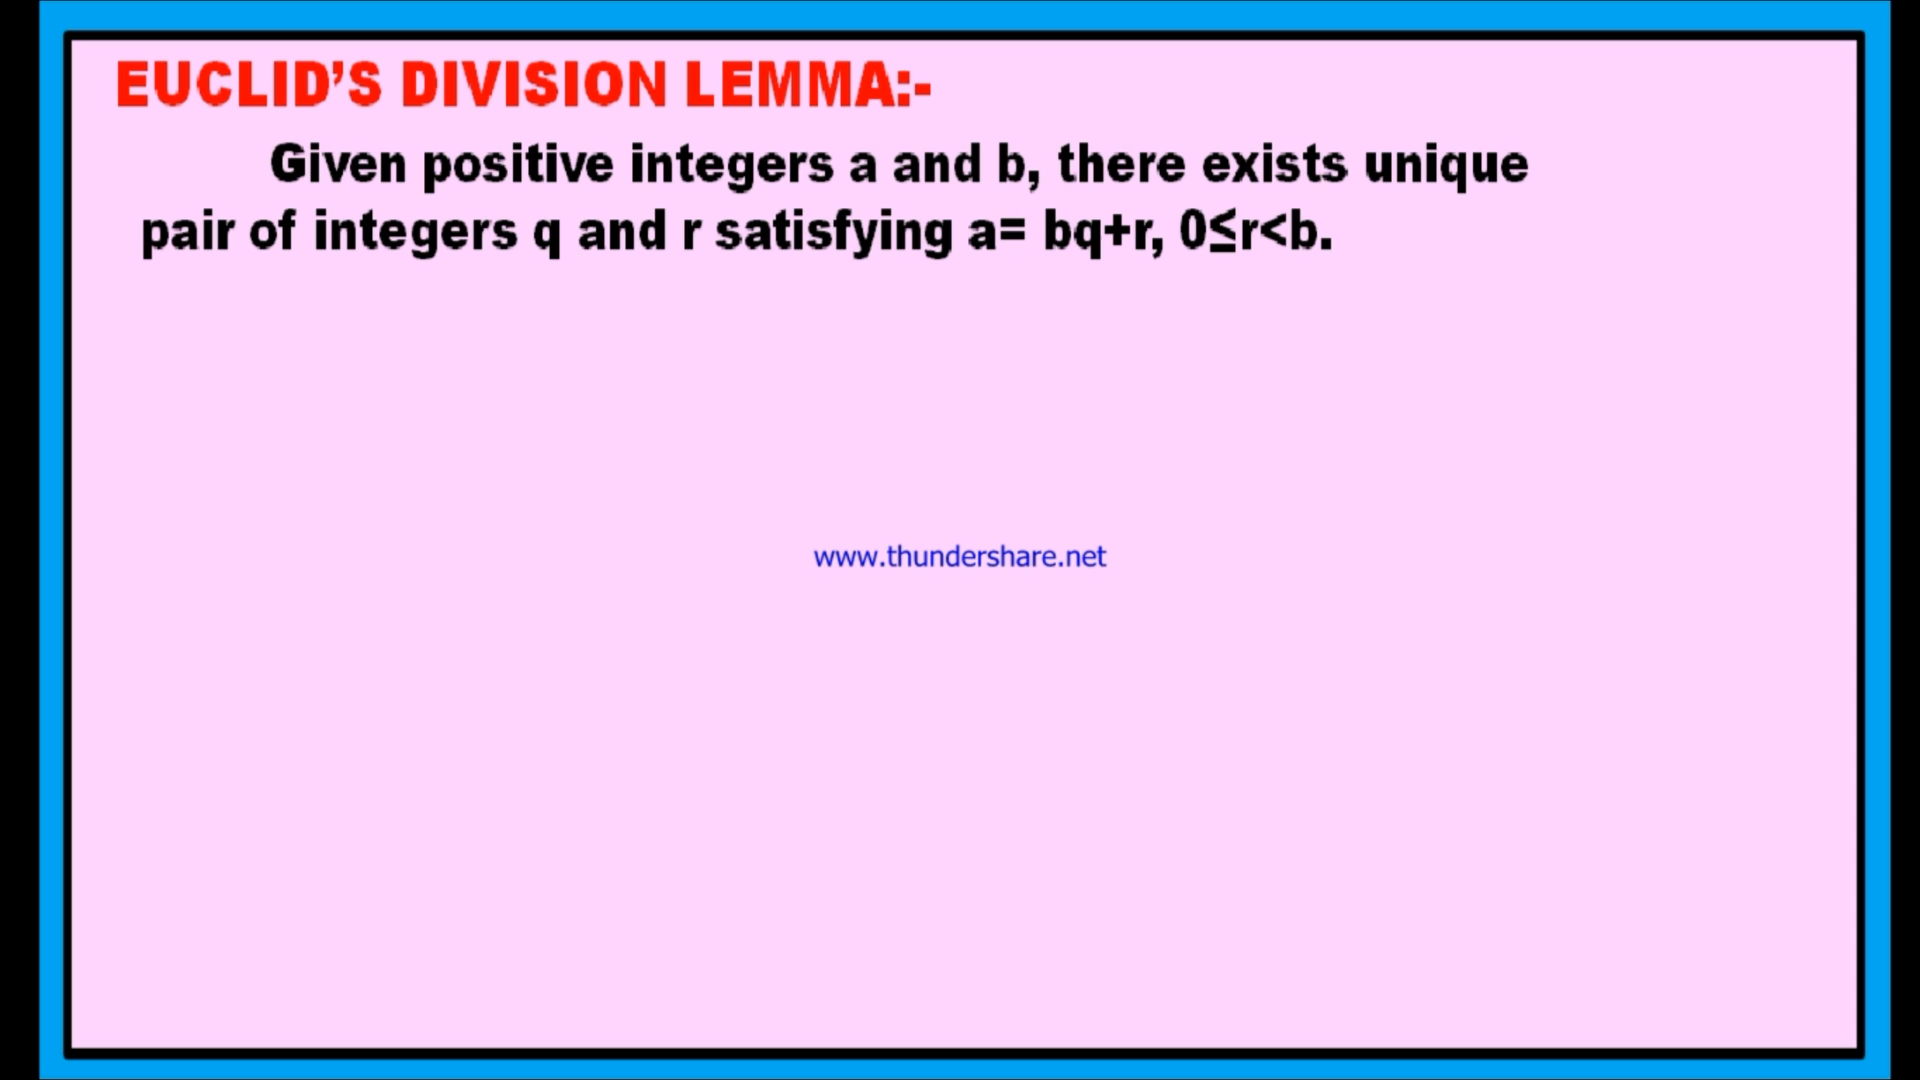 EUCLID’S DIVISION LEMMA:-
Given positive integers a and b, there exists unique
pair of integers q and r satisfying a= bq+r, 0≤r<b.
www.thundershare.net